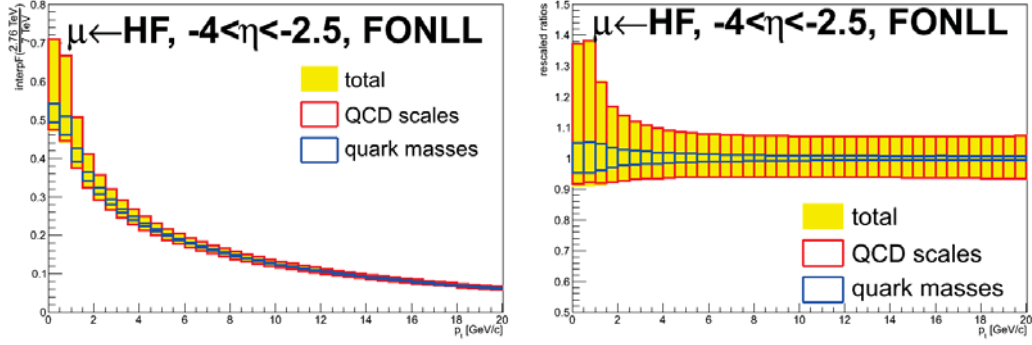 μ←HF, -4<η<-2.5, FONLL
interpF(2.76 TeV / 7 TeV)
total
QCD scales
quark masses
0.7
0.6
0.5
0.4
0.3
0.2
0.1
0
0 2 4 6 8 10 12 14 16 18 20
p_t [GeV/c]
μ←HF, -4<η<-2.5, FONLL
rescaled ratios
total
QCD scales
quark masses
1.5
1.4
1.3
1.2
1.1
1
0.9
0.8
0.7
0.6
0.5
0 2 4 6 8 10 12 14 16 18 20
p_t [GeV/c]